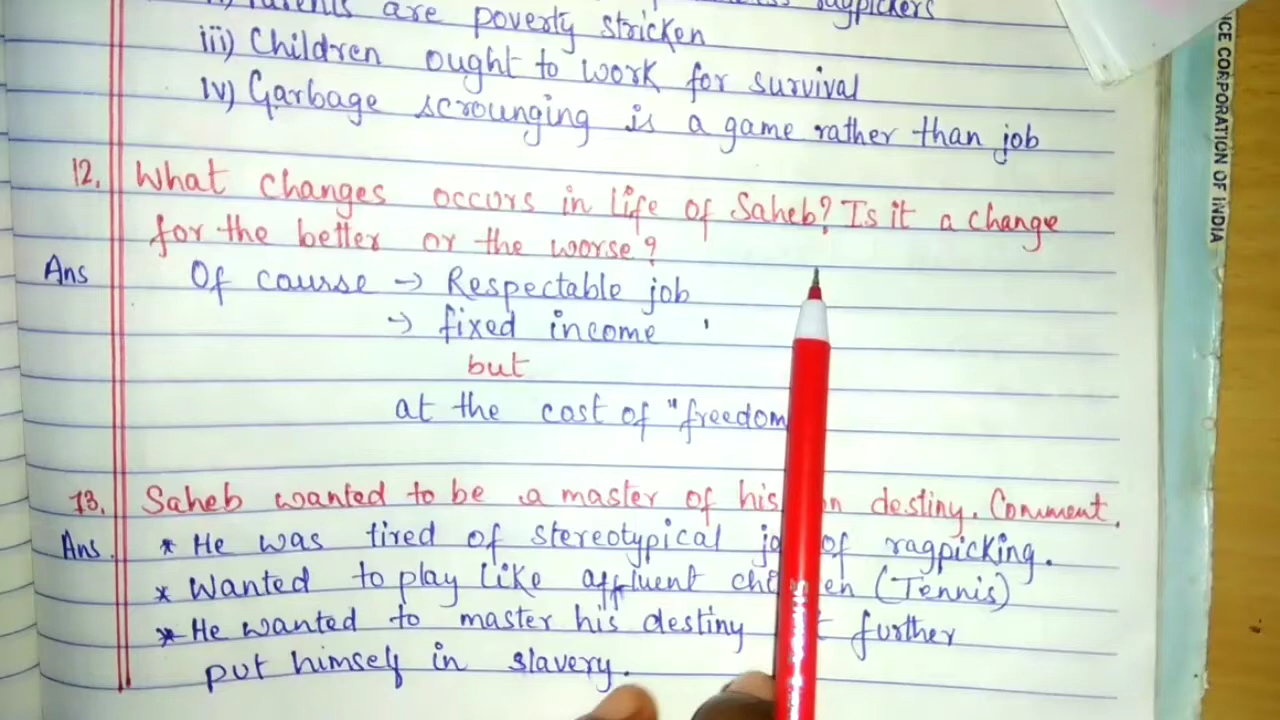 Parents are poverty stricken ragpickers
iii) Children ought to work for survival
iv) Garbage scrounging is a game rather than job
12. What changes occurs in life of Saheb? Is it a change
for the better or the worse?
Ans Of course → Respectable job
→ fixed income
but
at the cost of "freedom
13. Saheb wanted to be a master of his destiny. Comment.
Ans. * He was tired of stereotypical of ragpicking.
* Wanted to play like affluent (Tennis)
* He wanted to master his destiny further
put himself in slavery.
CORPORATION OF INDIA